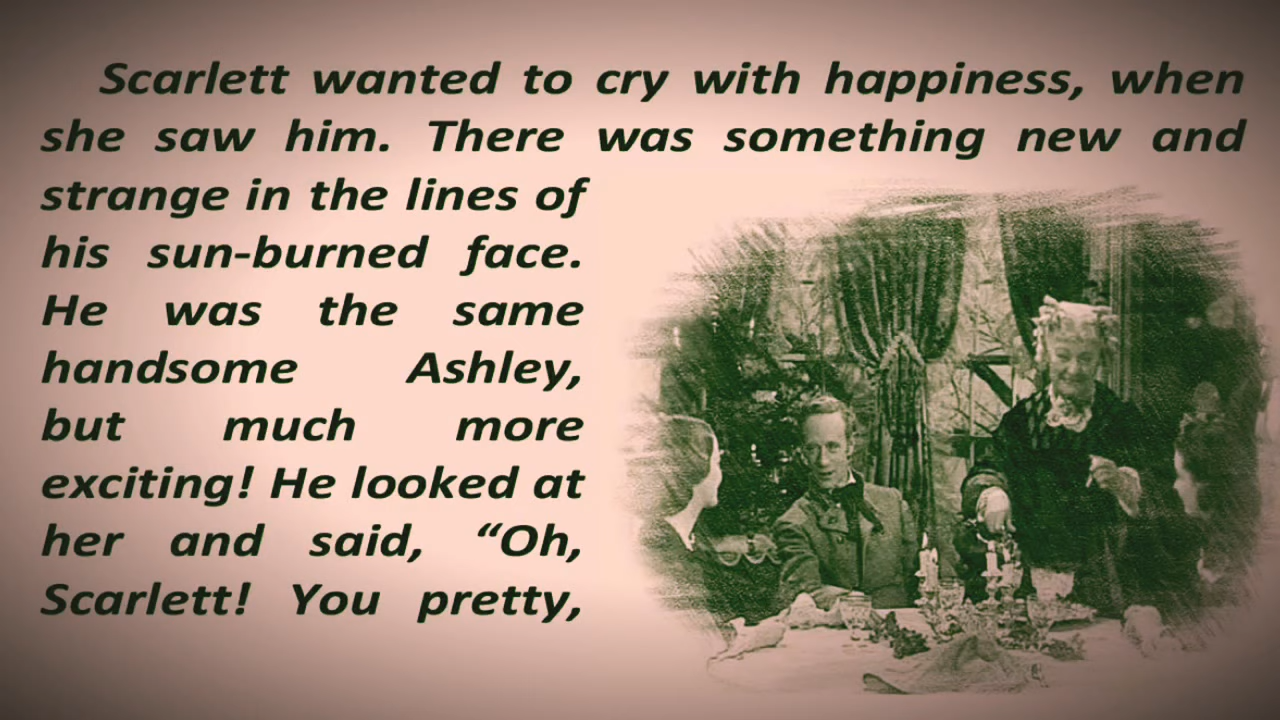 Scarlett wanted to cry with happiness, when
she saw him. There was something new and
strange in the lines of
his sun-burned face.
He was the same
handsome Ashley,
but much more
exciting! He looked at
her and said, “Oh,
Scarlett! You pretty,